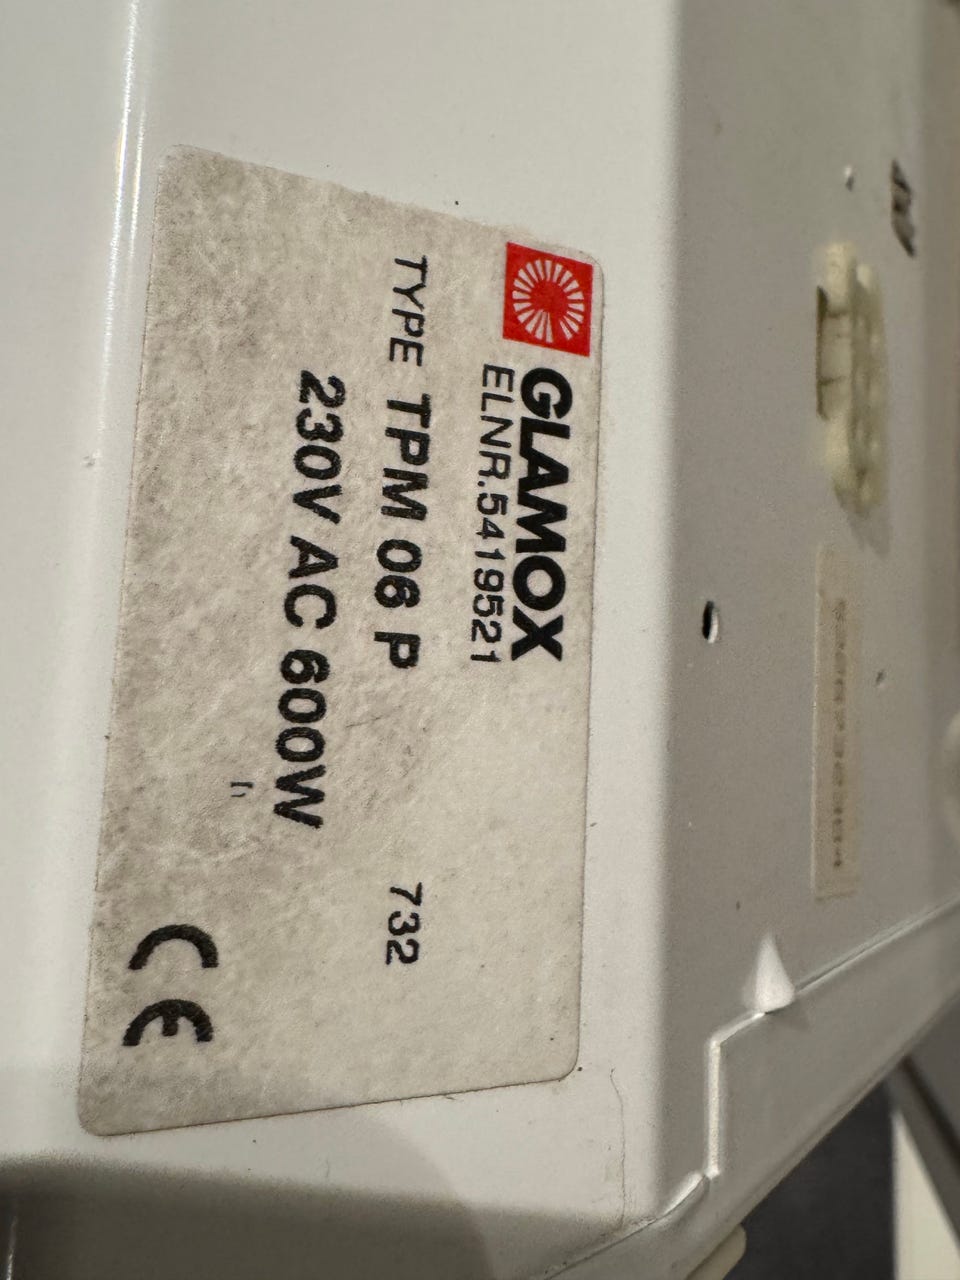 GLAMOX
ELNR.5419521
TYPE TPM 06 P 732
230V AC 600W
CE